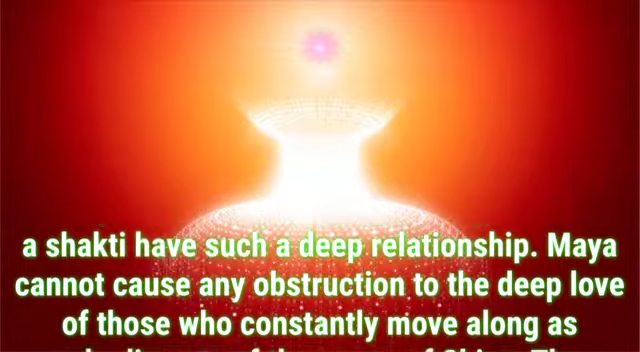 a shakti have such a deep relationship. Maya
cannot cause any obstruction to the deep love
of those who constantly move along as